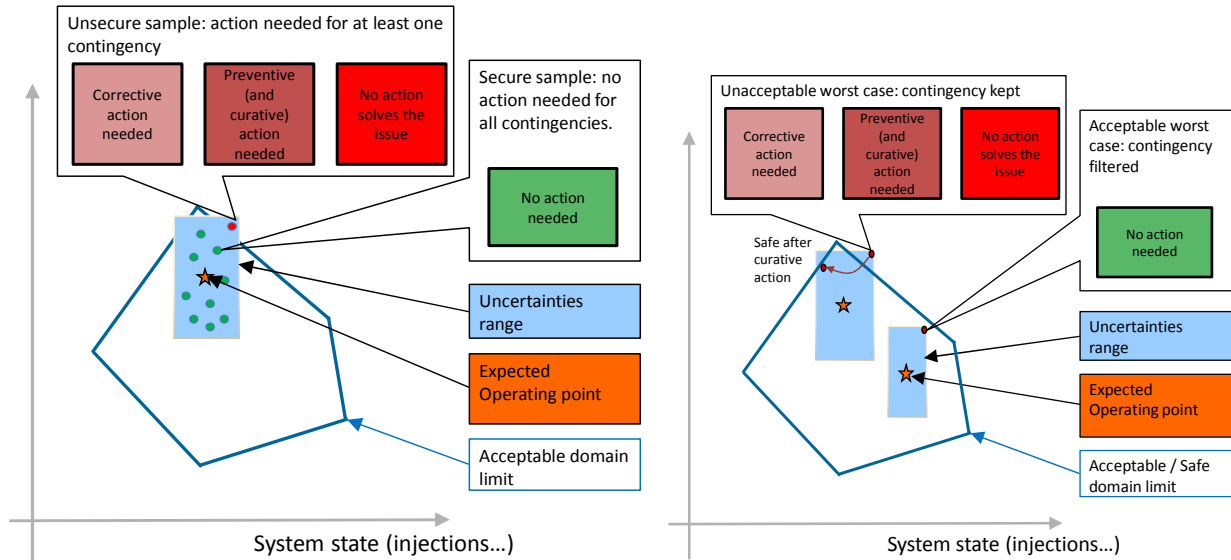 Unsecure sample: action needed for at least one
contingency
Corrective
action
needed
Preventive
(and
curative)
action
needed
No action
solves the
issue
Secure sample: no
action needed for
all contingencies.
No action
needed
Uncertainties
range
Expected
Operating point
Acceptable domain
limit
System state (injections…)
Unacceptable worst case: contingency kept
Corrective
action
needed
Preventive
(and
curative)
action
needed
No action
solves the
issue
Acceptable worst
case: contingency
filtered
No action
needed
Safe after
curative
action
Uncertainties
range
Expected
Operating point
Acceptable / Safe
domain limit
System state (injections…)